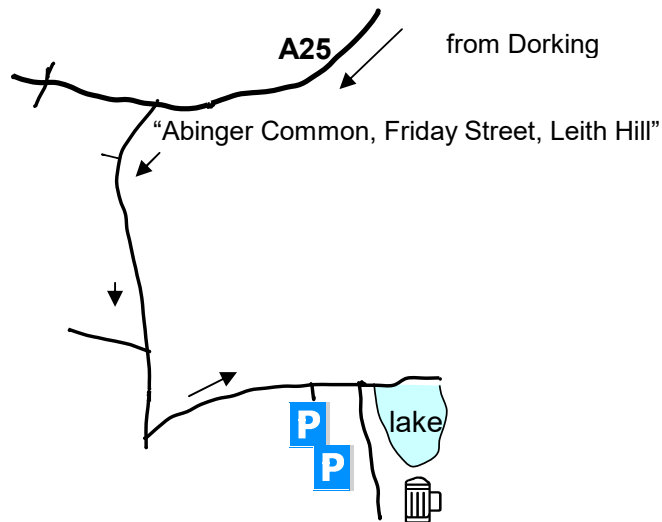 A25
from Dorking
“Abinger Common, Friday Street, Leith Hill”
P
lake
P